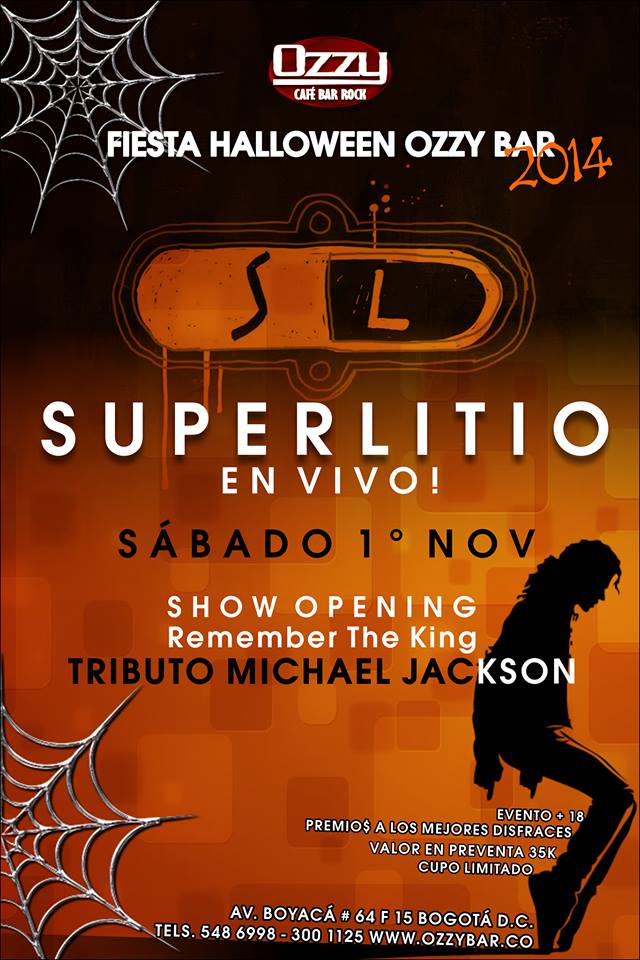 Ozzy
CAFÉ BAR ROCK
FIESTA HALLOWEEN OZZY BAR
2014
S L
SUPERLITIO
EN VIVO!
SÁBADO 1° NOV
SHOW OPENING
Remember The King
TRIBUTO MICHAEL JACKSON
EVENTO + 18
PREMIO$ A LOS MEJORES DISFRACES
VALOR EN PREVENTA 35K
CUPO LIMITADO
AV. BOYACÁ # 64 F 15 BOGOTÁ D.C.
TELS. 548 6998 - 300 1125 WWW.OZZYBAR.CO